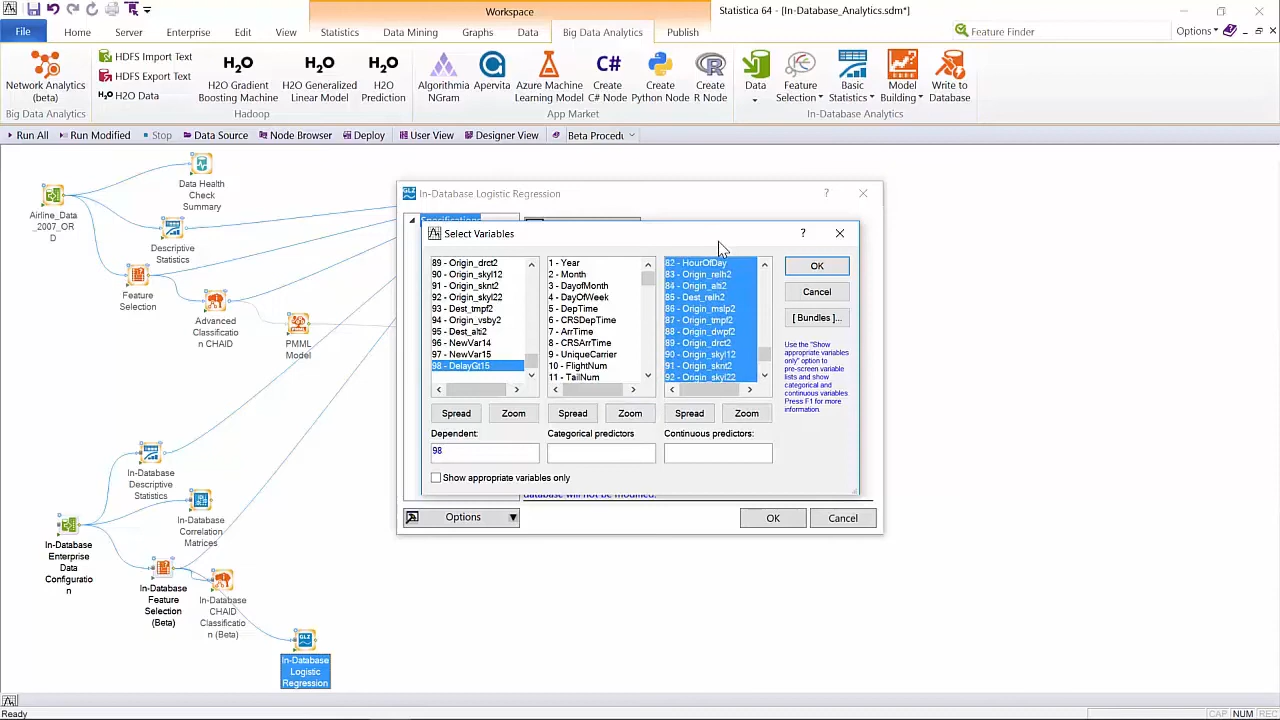 Workspace
Statistica 64 - [In-Database_Analytics.sdm*]
File
Home
Server
Enterprise
Edit
View
Statistics
Data Mining
Graphs
Data
Big Data Analytics
Publish
Feature Finder
Options
Network Analytics
(beta)
HDFS Import Text
HDFS Export Text
H2O Data
H2O Gradient
Boosting Machine
H2O Generalized
Linear Model
H2O
Prediction
Algorithmia
NGram
Apervita
Azure Machine
Learning Model
Create
C# Node
Create
Python Node
Create
R Node
Data
Feature
Selection
Basic
Statistics
Model
Building
Write to
Database
Big Data Analytics
Hadoop
App Market
In-Database Analytics
Run All
Run Modified
Stop
Data Source
Node Browser
Deploy
User View
Designer View
Beta Procedu
Data Health
Check
Summary
Airline_Data
_2007_OR
D
Descriptive
Statistics
Feature
Selection
Advanced
Classificatio
n CHAID
PMML
Model
In-Database
Descriptive
Statistics
In-Database
Correlation
Matrices
In-Database
Enterprise
Data
Configuratio
n
In-Database
Feature
Selection
(Beta)
In-Database
CHAID
Classificatio
n (Beta)
GLZ
In-Database
Logistic
Regression
In-Database Logistic Regression
Select Variables
89 - Origin_drct2
90 - Origin_skyl12
91 - Origin_sknt2
92 - Origin_skyl22
93 - Dest_tmpf2
94 - Origin_vsby2
95 - Dest_alti2
96 - NewVar14
97 - NewVar15
98 - DelayGt15
1 - Year
2 - Month
3 - DayofMonth
4 - DayOfWeek
5 - DepTime
6 - CRSDepTime
7 - ArrTime
8 - CRSArrTime
9 - UniqueCarrier
10 - FlightNum
11 - TailNum
82 - HourOfDay
83 - Origin_relh2
84 - Origin_alti2
85 - Dest_relh2
86 - Origin_mslp2
87 - Origin_tmpf2
88 - Origin_dwpf2
89 - Origin_drct2
90 - Origin_skyl12
91 - Origin_sknt2
92 - Origin_skyl22
OK
Cancel
[ Bundles ]...
Use the "Show
appropriate variables
only" option to
pre-screen variable
lists and show
categorical and
continuous variables.
Press F1 for more
information.
Spread
Zoom
Spread
Zoom
Spread
Zoom
Dependent:
Categorical predictors
Continuous predictors:
98
Show appropriate variables only
database will not be modified.
Options
OK
Cancel
Ready
CAP
NUM
REC